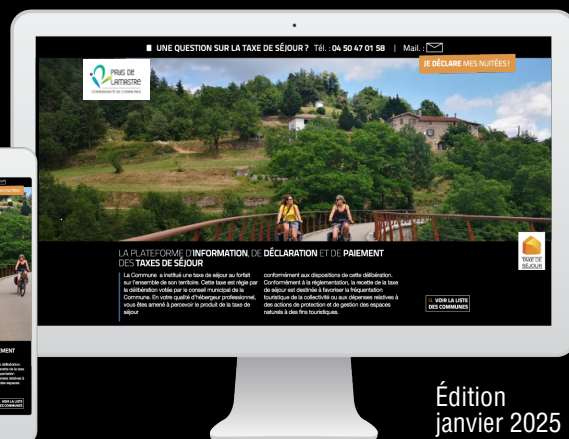 UNE QUESTION SUR LA TAXE DE SÉJOUR ? Tél. : 04 50 47 01 58 | Mail. :
JE DÉCLARE MES NUITÉES !
PAYS DE
LAMASTRE
COMMUNAUTÉ DE COMMUNES
LA PLATEFORME D'INFORMATION, DE DÉCLARATION ET DE PAIEMENT
DES TAXES DE SÉJOUR
La Commune a institué une taxe de séjour au forfait
sur l'ensemble de son territoire. Cette taxe est régie par
la délibération votée par le conseil municipal de la
Commune. En votre qualité d'hébergeur professionnel,
vous êtes amené à percevoir le produit de la taxe de
séjour
conformément aux dispositions de cette délibération.
Conformément à la réglementation, la recette de la taxe
de séjour est destinée à favoriser la fréquentation
touristique de la collectivité ou aux dépenses relatives à
des actions de protection et de gestion des espaces
naturels à des fins touristiques.
TAXE DE
SÉJOUR
VOIR LA LISTE
DES COMMUNES
Édition
janvier 2025